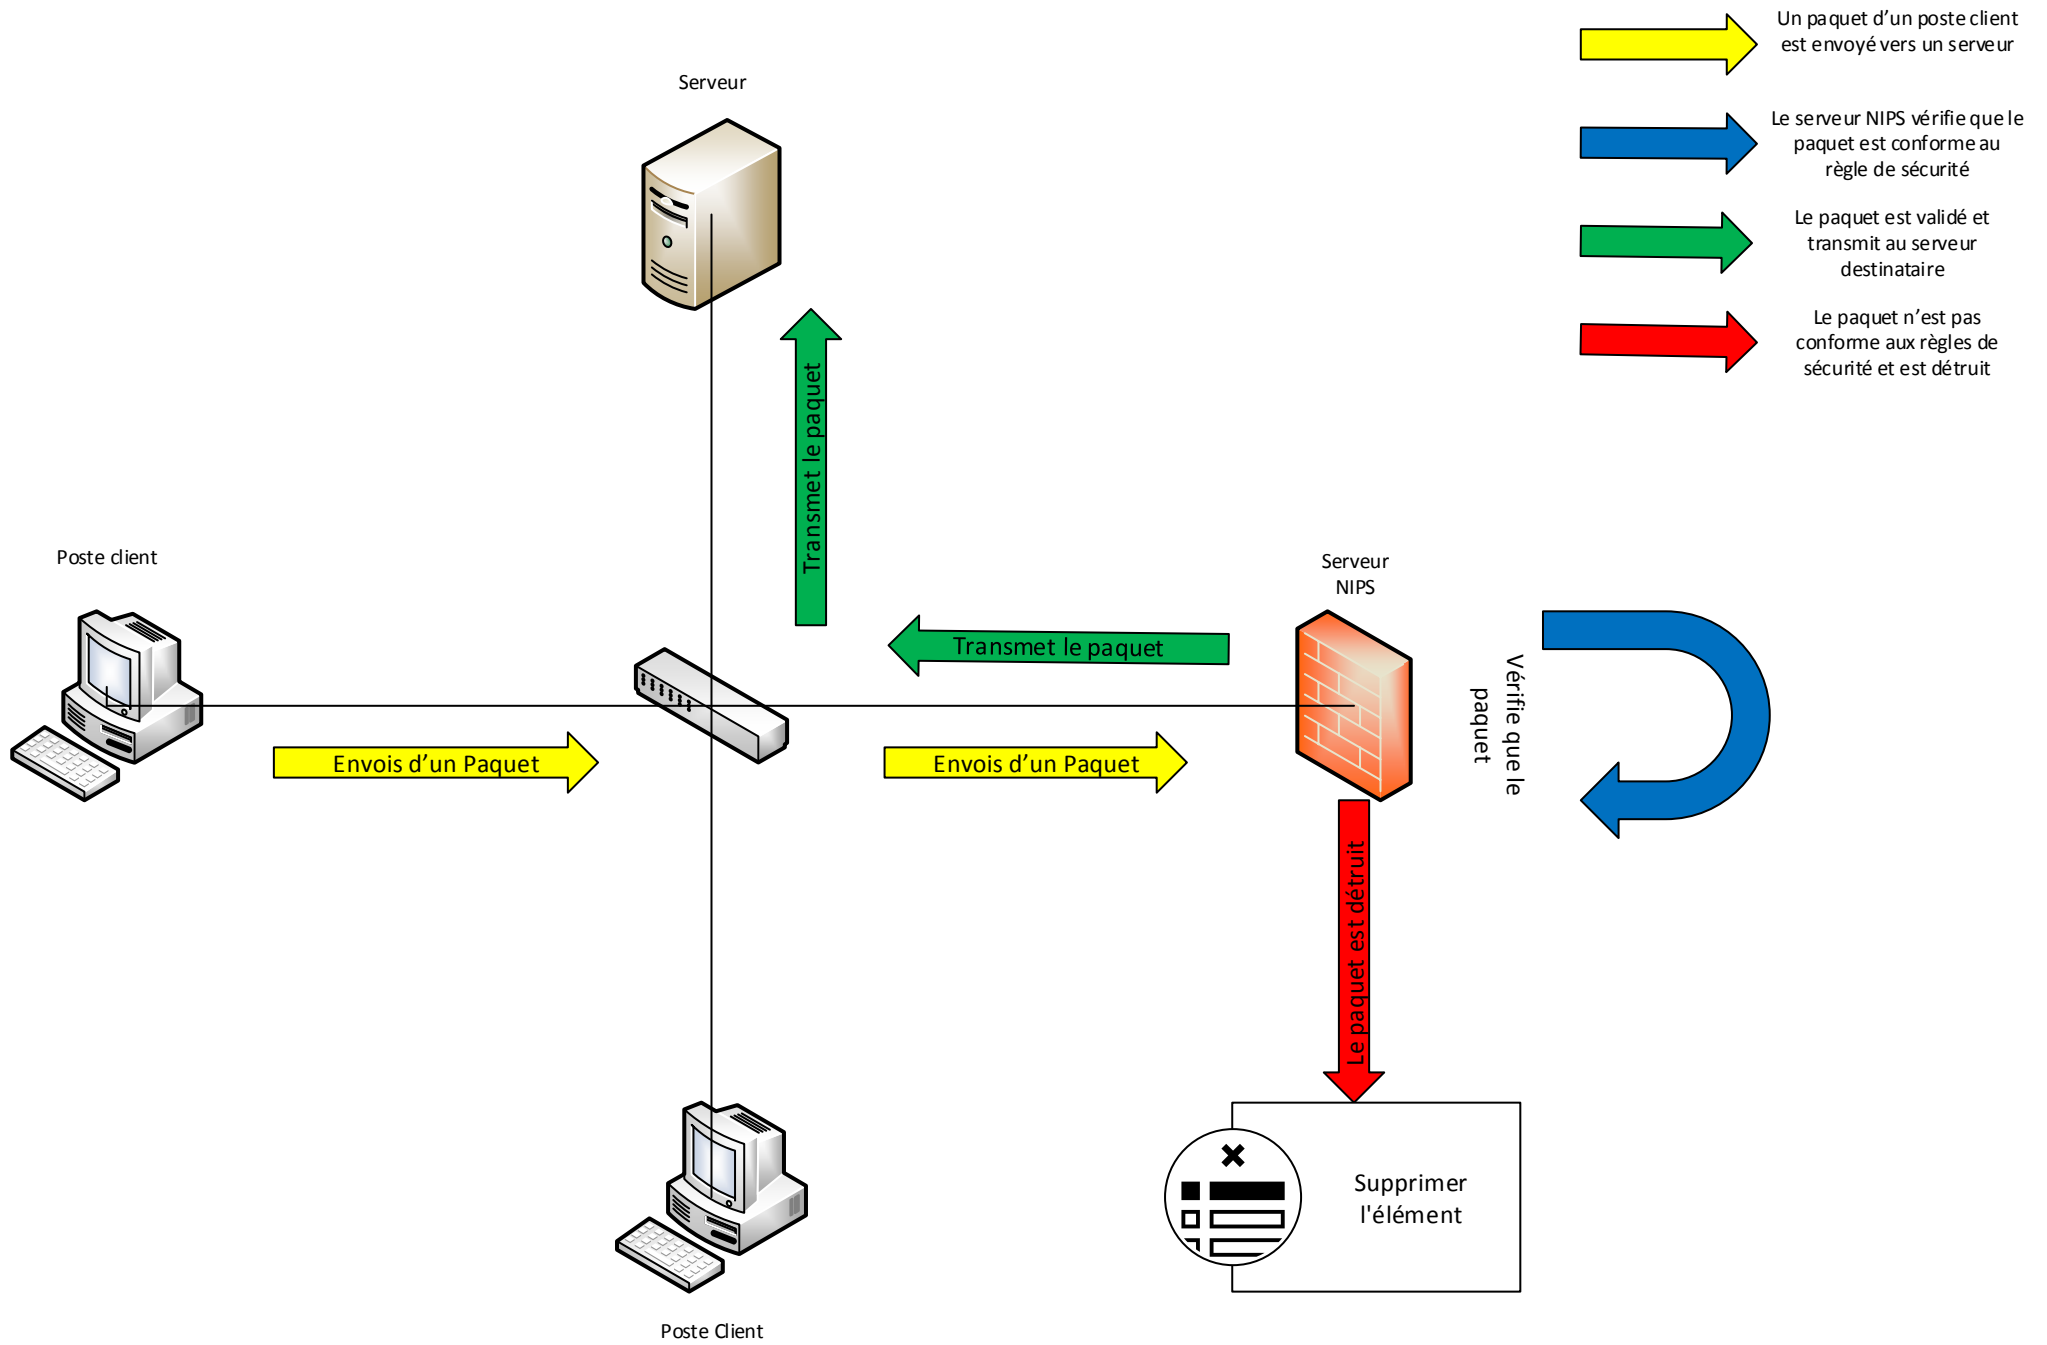 Un paquet d'un poste client
est envoyé vers un serveur
Serveur
Le serveur NIPS vérifie que le
paquet est conforme au
règle de sécurité
Le paquet est validé et
transmit au serveur
destinataire
Le paquet n'est pas
conforme aux règles de
sécurité et est détruit
Transmet le paquet
Poste client
Serveur
NIPS
Transmet le paquet
Vérifie que le
paquet
Envois d'un Paquet
Envois d'un Paquet
Le paquet est détruit
Supprimer
l'élément
Poste Client